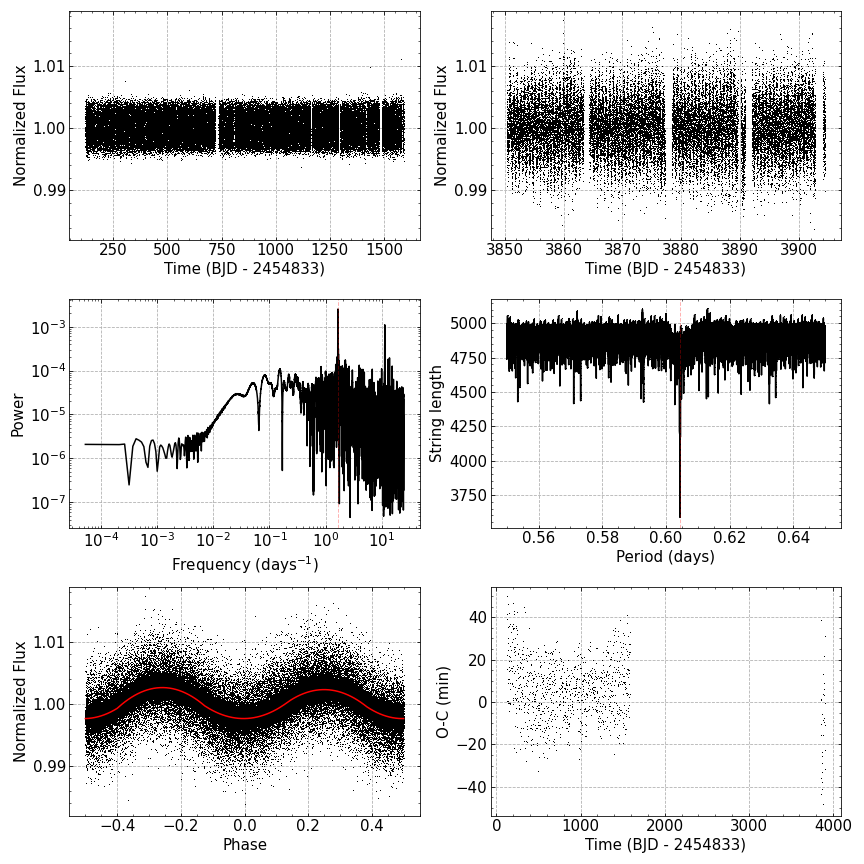 Normalized Flux
1.01
1.00
0.99
250 500 750 1000 1250 1500
Time (BJD - 2454833)
Normalized Flux
1.01
1.00
0.99
3850 3860 3870 3880 3890 3900
Time (BJD - 2454833)
Power
10⁻³
10⁻⁴
10⁻⁵
10⁻⁶
10⁻⁷
10⁻⁴ 10⁻³ 10⁻² 10⁻¹ 10⁰ 10¹
Frequency (days⁻¹)
String length
5000
4750
4500
4250
4000
3750
0.56 0.58 0.60 0.62 0.64
Period (days)
Normalized Flux
1.01
1.00
0.99
−0.4 −0.2 0.0 0.2 0.4
Phase
O-C (min)
40
20
0
−20
−40
0 1000 2000 3000 4000
Time (BJD - 2454833)